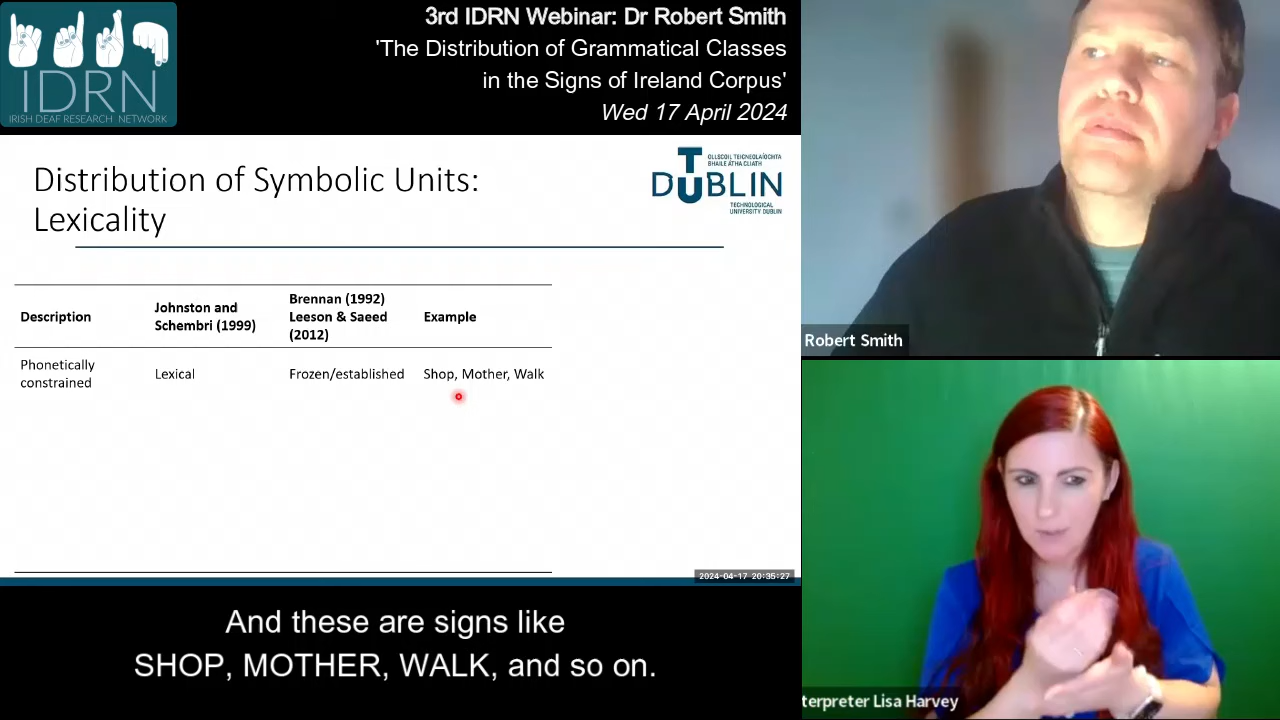 IDRN
IRISH DEAF RESEARCH NETWORK
3rd IDRN Webinar: Dr Robert Smith
'The Distribution of Grammatical Classes
in the Signs of Ireland Corpus'
Wed 17 April 2024
Distribution of Symbolic Units:
Lexicality
OLLSCOIL TEICNEOLAÍOCHTA
BHAILE ÁTHA CLIATH
TU DUBLIN
TECHNOLOGICAL
UNIVERSITY DUBLIN
Description
Johnston and
Schembri (1999)
Brennan (1992)
Leeson & Saeed
(2012)
Example
Phonetically
constrained
Lexical
Frozen/established
Shop, Mother, Walk
2024-04-17 20:35:27
Robert Smith
terpreter Lisa Harvey
And these are signs like
SHOP, MOTHER, WALK, and so on.